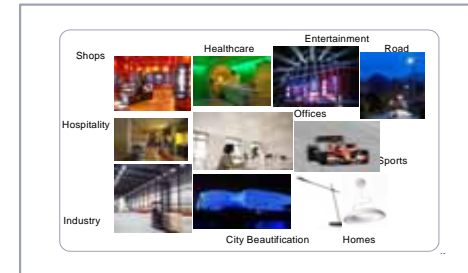 Entertainment
Shops
Healthcare
Road
Hospitality
Offices
Sports
Industry
City Beautification
Homes